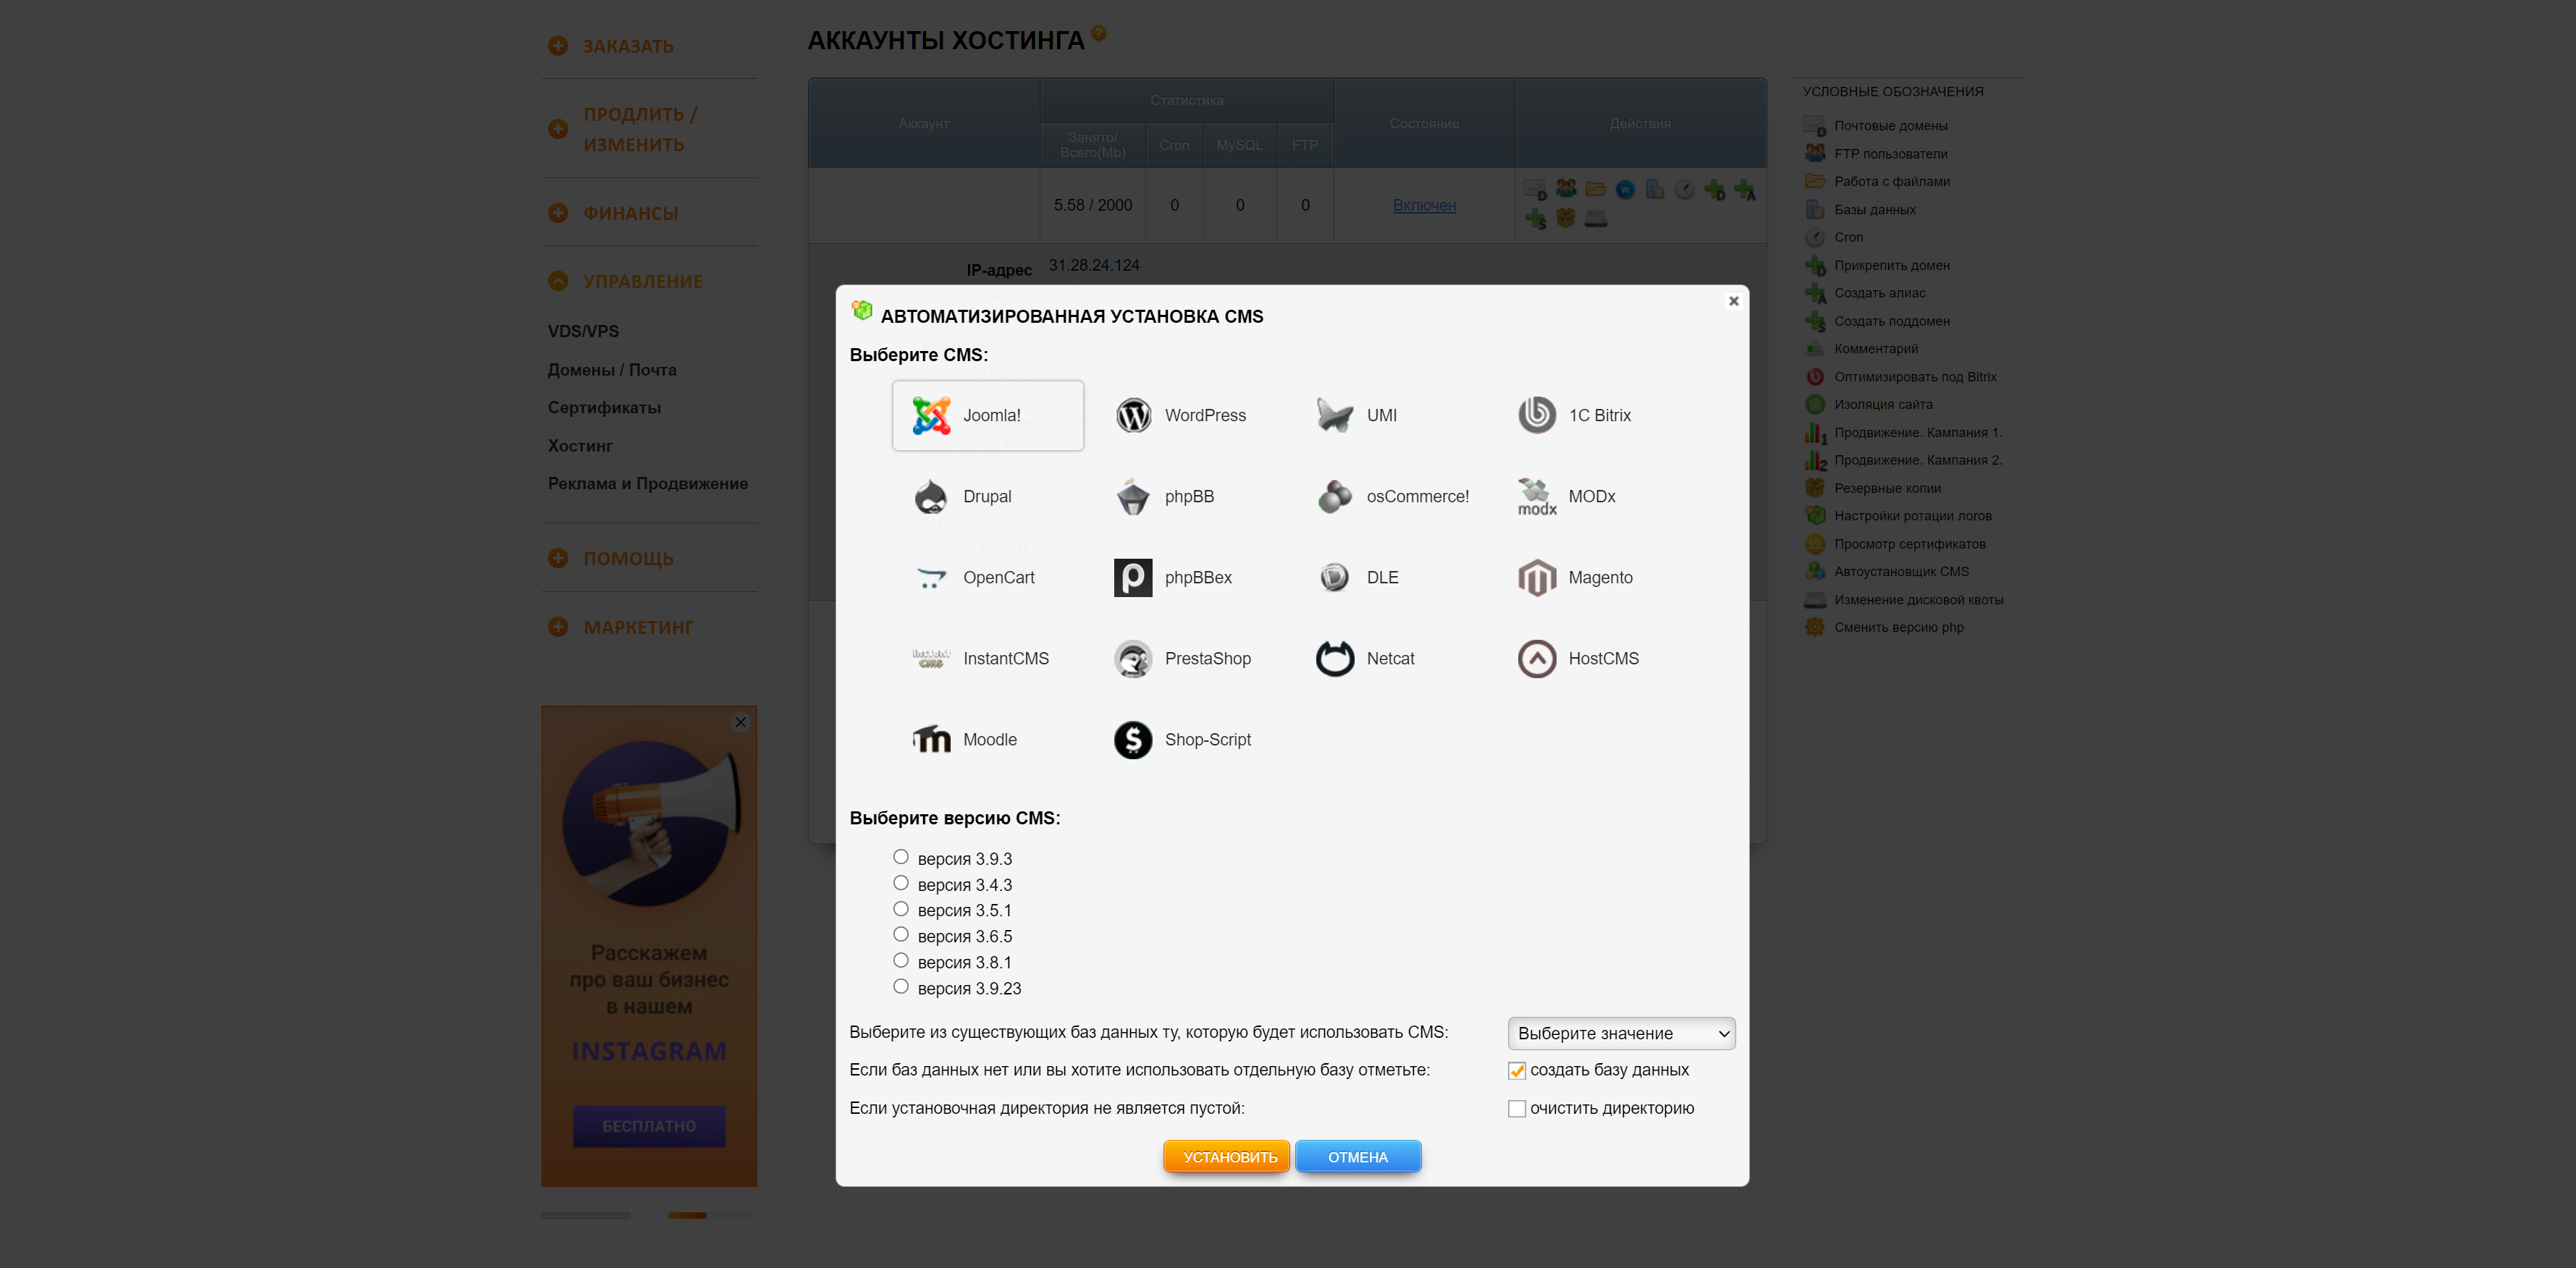 ЗАКАЗАТЬ
ПРОДЛИТЬ /
ИЗМЕНИТЬ
ФИНАНСЫ
УПРАВЛЕНИЕ
VDS/VPS
Домены / Почта
Сертификаты
Хостинг
Реклама и Продвижение
ПОМОЩЬ
МАРКЕТИНГ
Расскажем
про ваш бизнес
в нашем
INSTAGRAM
БЕСПЛАТНО
АККАУНТЫ ХОСТИНГА
Аккаунт
Статистика
Состояние
Действия
Занято/
Всего(Mb)
Cron
MySQL
FTP
5.58 / 2000
0
0
0
Включен
IP-адрес
31.28.24.124
АВТОМАТИЗИРОВАННАЯ УСТАНОВКА CMS
Выберите CMS:
Joomla!
WordPress
UMI
1C Bitrix
Drupal
phpBB
osCommerce!
MODx
OpenCart
phpBBex
DLE
Magento
InstantCMS
PrestaShop
Netcat
HostCMS
Moodle
Shop-Script
Выберите версию CMS:
версия 3.9.3
версия 3.4.3
версия 3.5.1
версия 3.6.5
версия 3.8.1
версия 3.9.23
Выберите из существующих баз данных ту, которую будет использовать CMS:
Выберите значение
Если баз данных нет или вы хотите использовать отдельную базу отметьте:
создать базу данных
Если установочная директория не является пустой:
очистить директорию
УСТАНОВИТЬ
ОТМЕНА
УСЛОВНЫЕ ОБОЗНАЧЕНИЯ
Почтовые домены
FTP пользователи
Работа с файлами
Базы данных
Cron
Прикрепить домен
Создать алиас
Создать поддомен
Комментарий
Оптимизировать под Bitrix
Изоляция сайта
Продвижение. Кампания 1.
Продвижение. Кампания 2.
Резервные копии
Настройки ротации логов
Просмотр сертификатов
Автоустановщик CMS
Изменение дисковой квоты
Сменить версию php